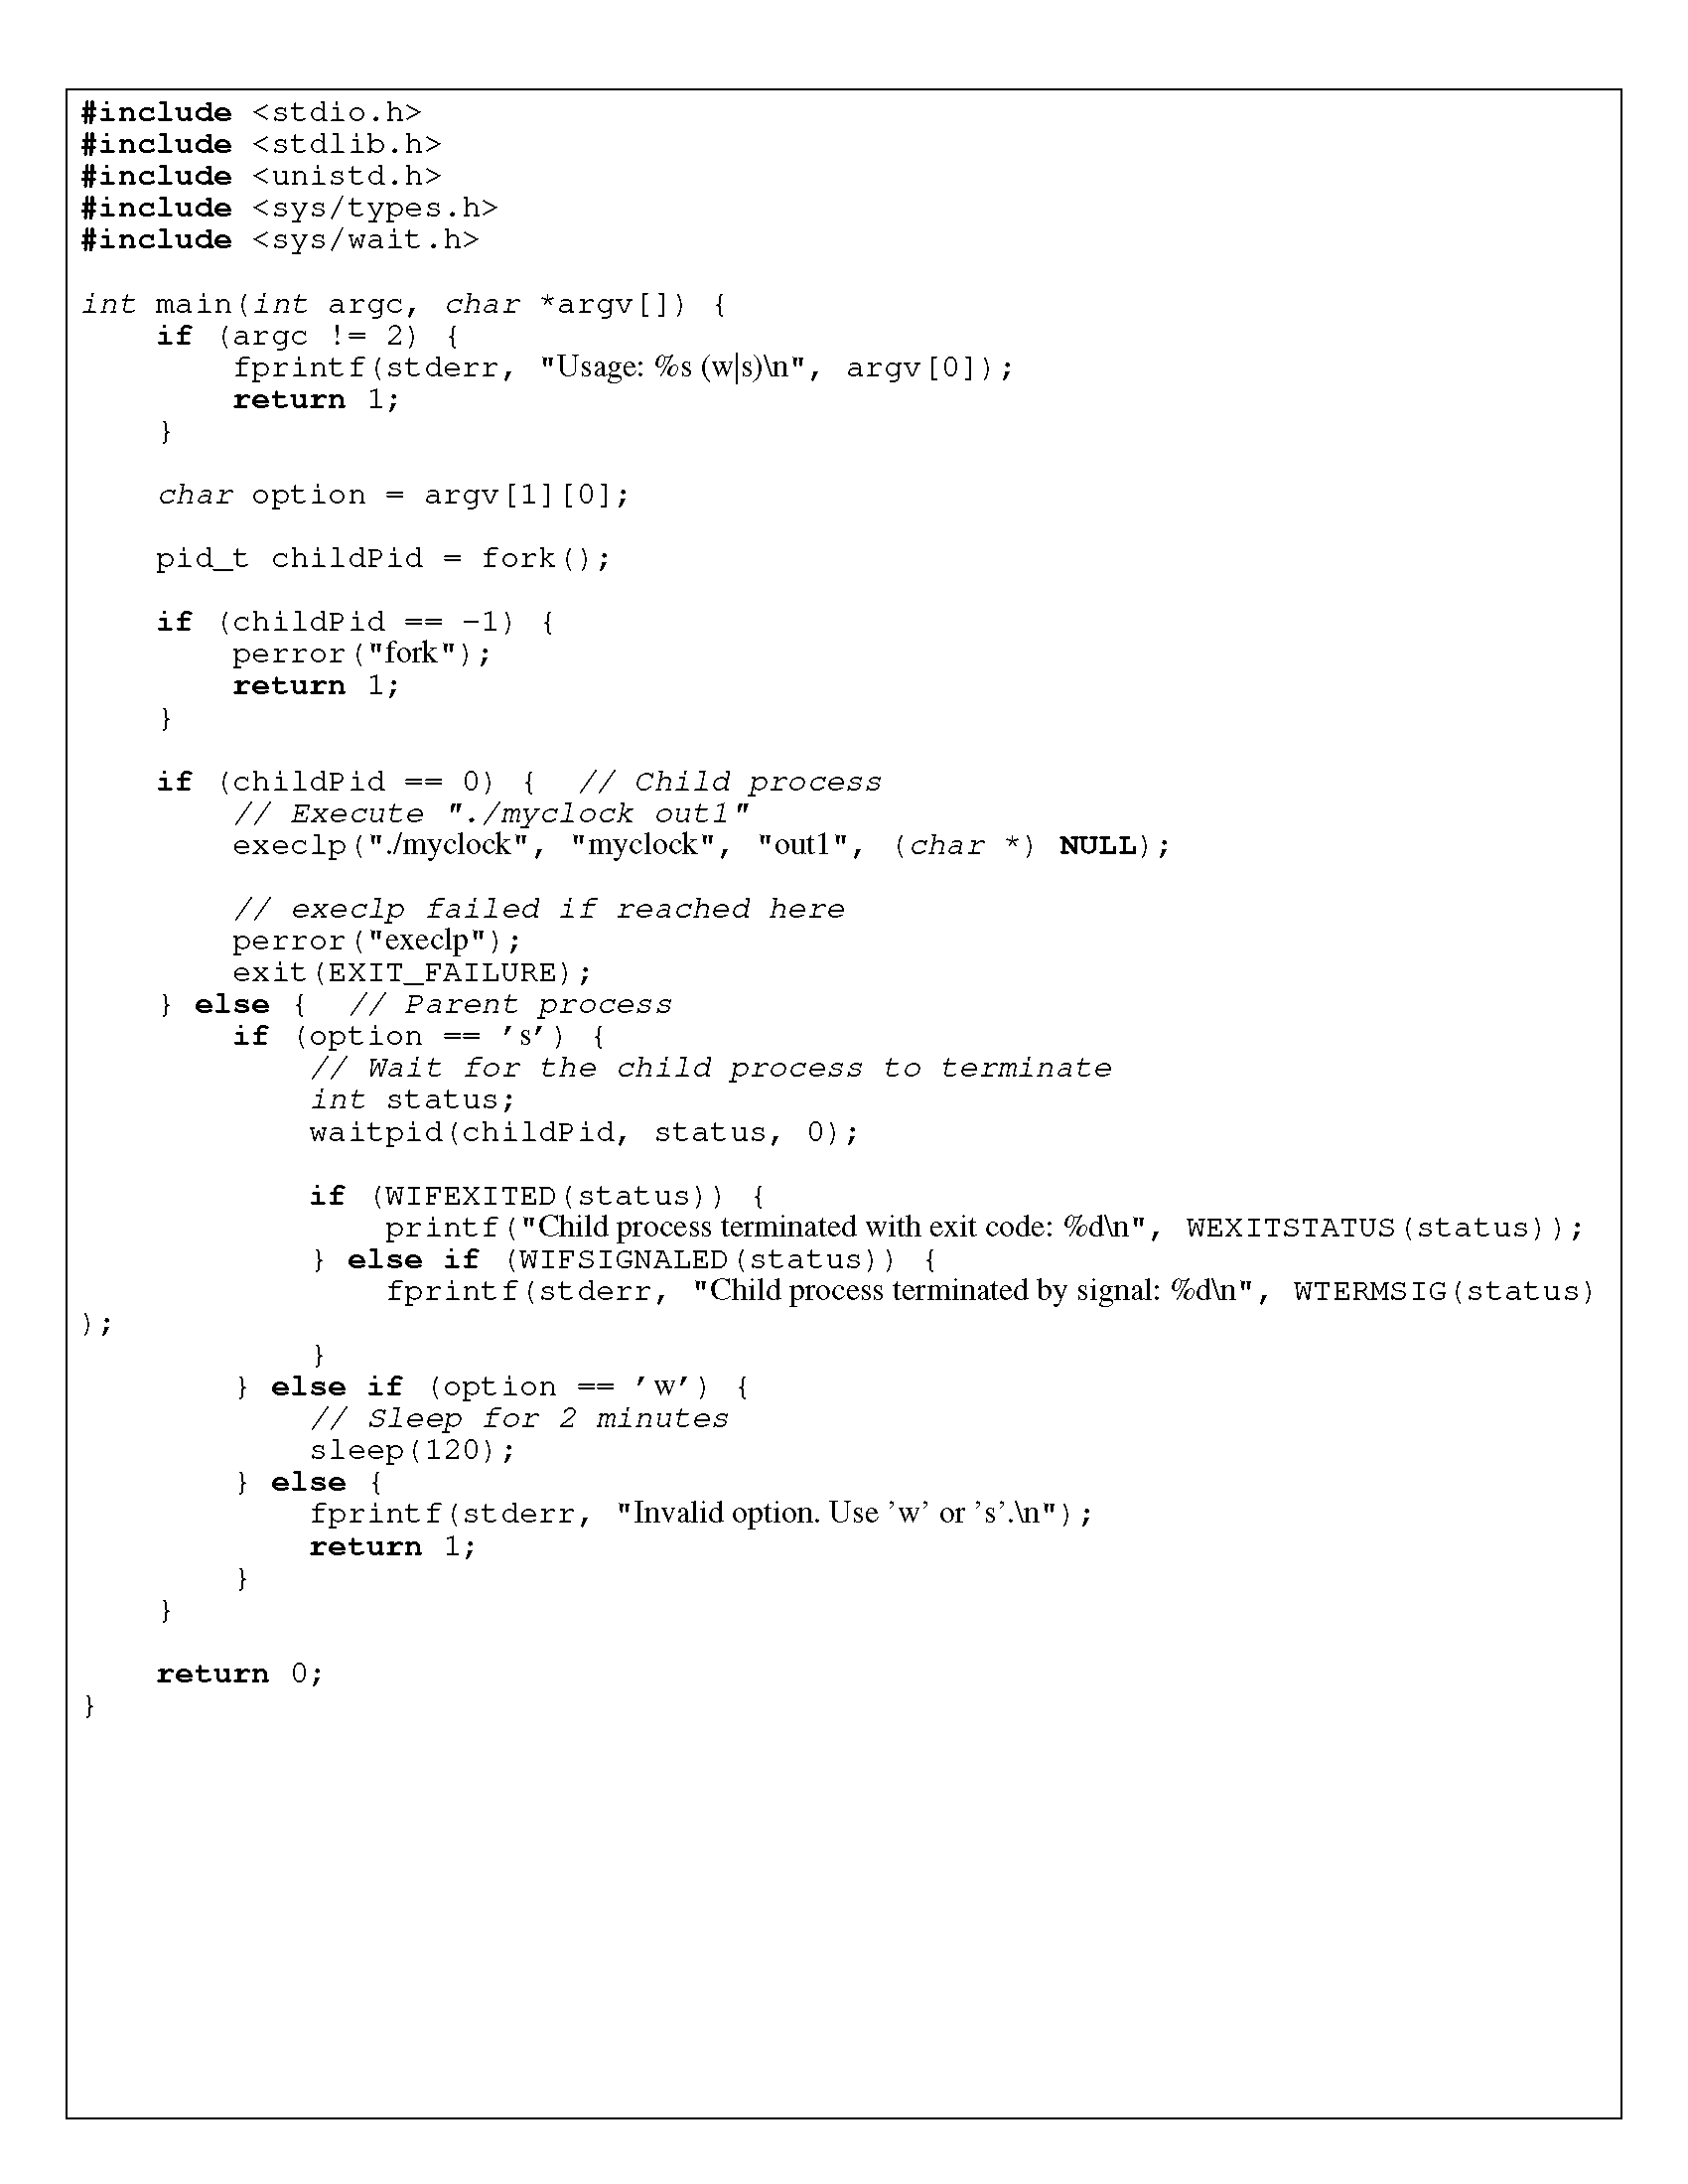 #include <stdio.h>
#include <stdlib.h>
#include <unistd.h>
#include <sys/types.h>
#include <sys/wait.h>

int main(int argc, char *argv[]) {
    if (argc != 2) {
        fprintf(stderr, "Usage: %s (w|s)\n", argv[0]);
        return 1;
    }

    char option = argv[1][0];

    pid_t childPid = fork();

    if (childPid == -1) {
        perror("fork");
        return 1;
    }

    if (childPid == 0) {  // Child process
        // Execute "./myclock out1"
        execlp("./myclock", "myclock", "out1", (char *) NULL);

        // execlp failed if reached here
        perror("execlp");
        exit(EXIT_FAILURE);
    } else {  // Parent process
        if (option == 's') {
            // Wait for the child process to terminate
            int status;
            waitpid(childPid, status, 0);

            if (WIFEXITED(status)) {
                printf("Child process terminated with exit code: %d\n", WEXITSTATUS(status));
            } else if (WIFSIGNALED(status)) {
                fprintf(stderr, "Child process terminated by signal: %d\n", WTERMSIG(status)
);
            }
        } else if (option == 'w') {
            // Sleep for 2 minutes
            sleep(120);
        } else {
            fprintf(stderr, "Invalid option. Use 'w' or 's'.\n");
            return 1;
        }
    }

    return 0;
}